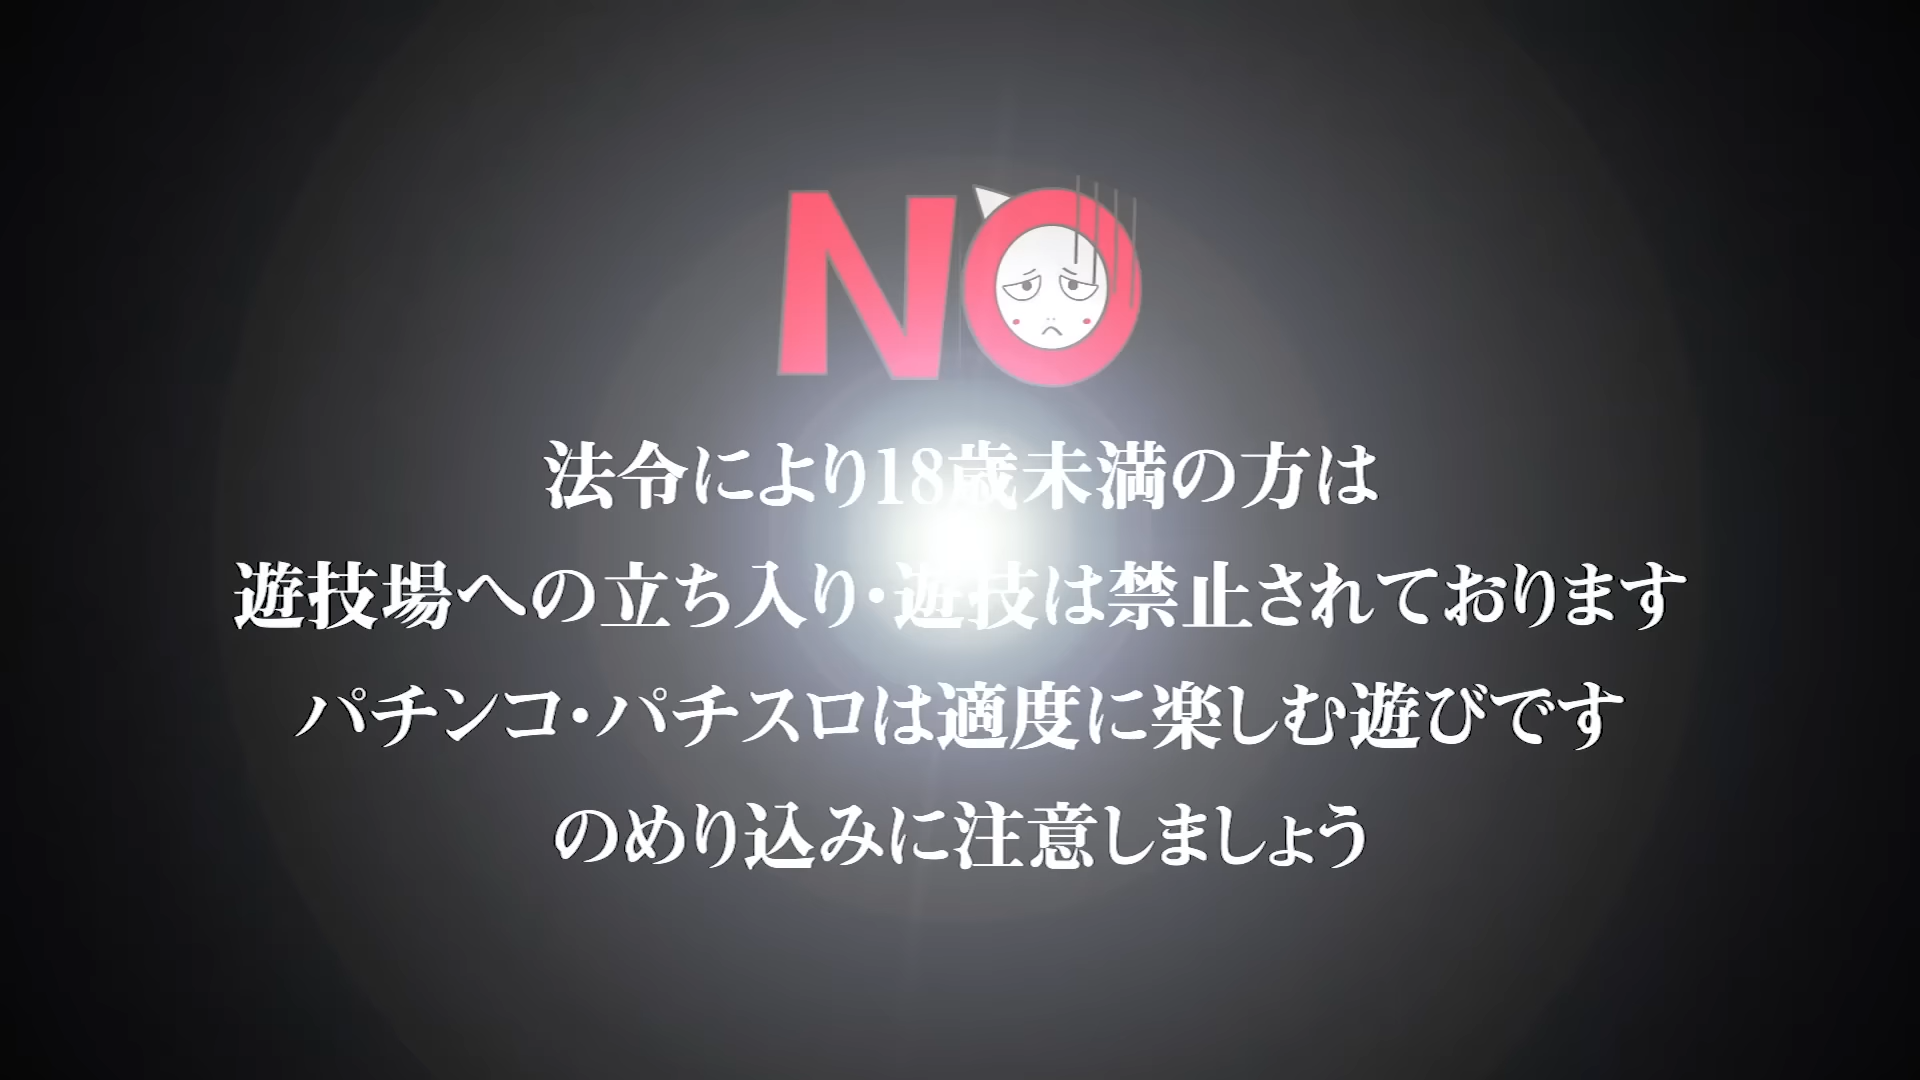 NO
法令により18歳未満の方は
遊技場への立ち入り・遊技は禁止されております
パチンコ・パチスロは適度に楽しむ遊びです
のめり込みに注意しましょう